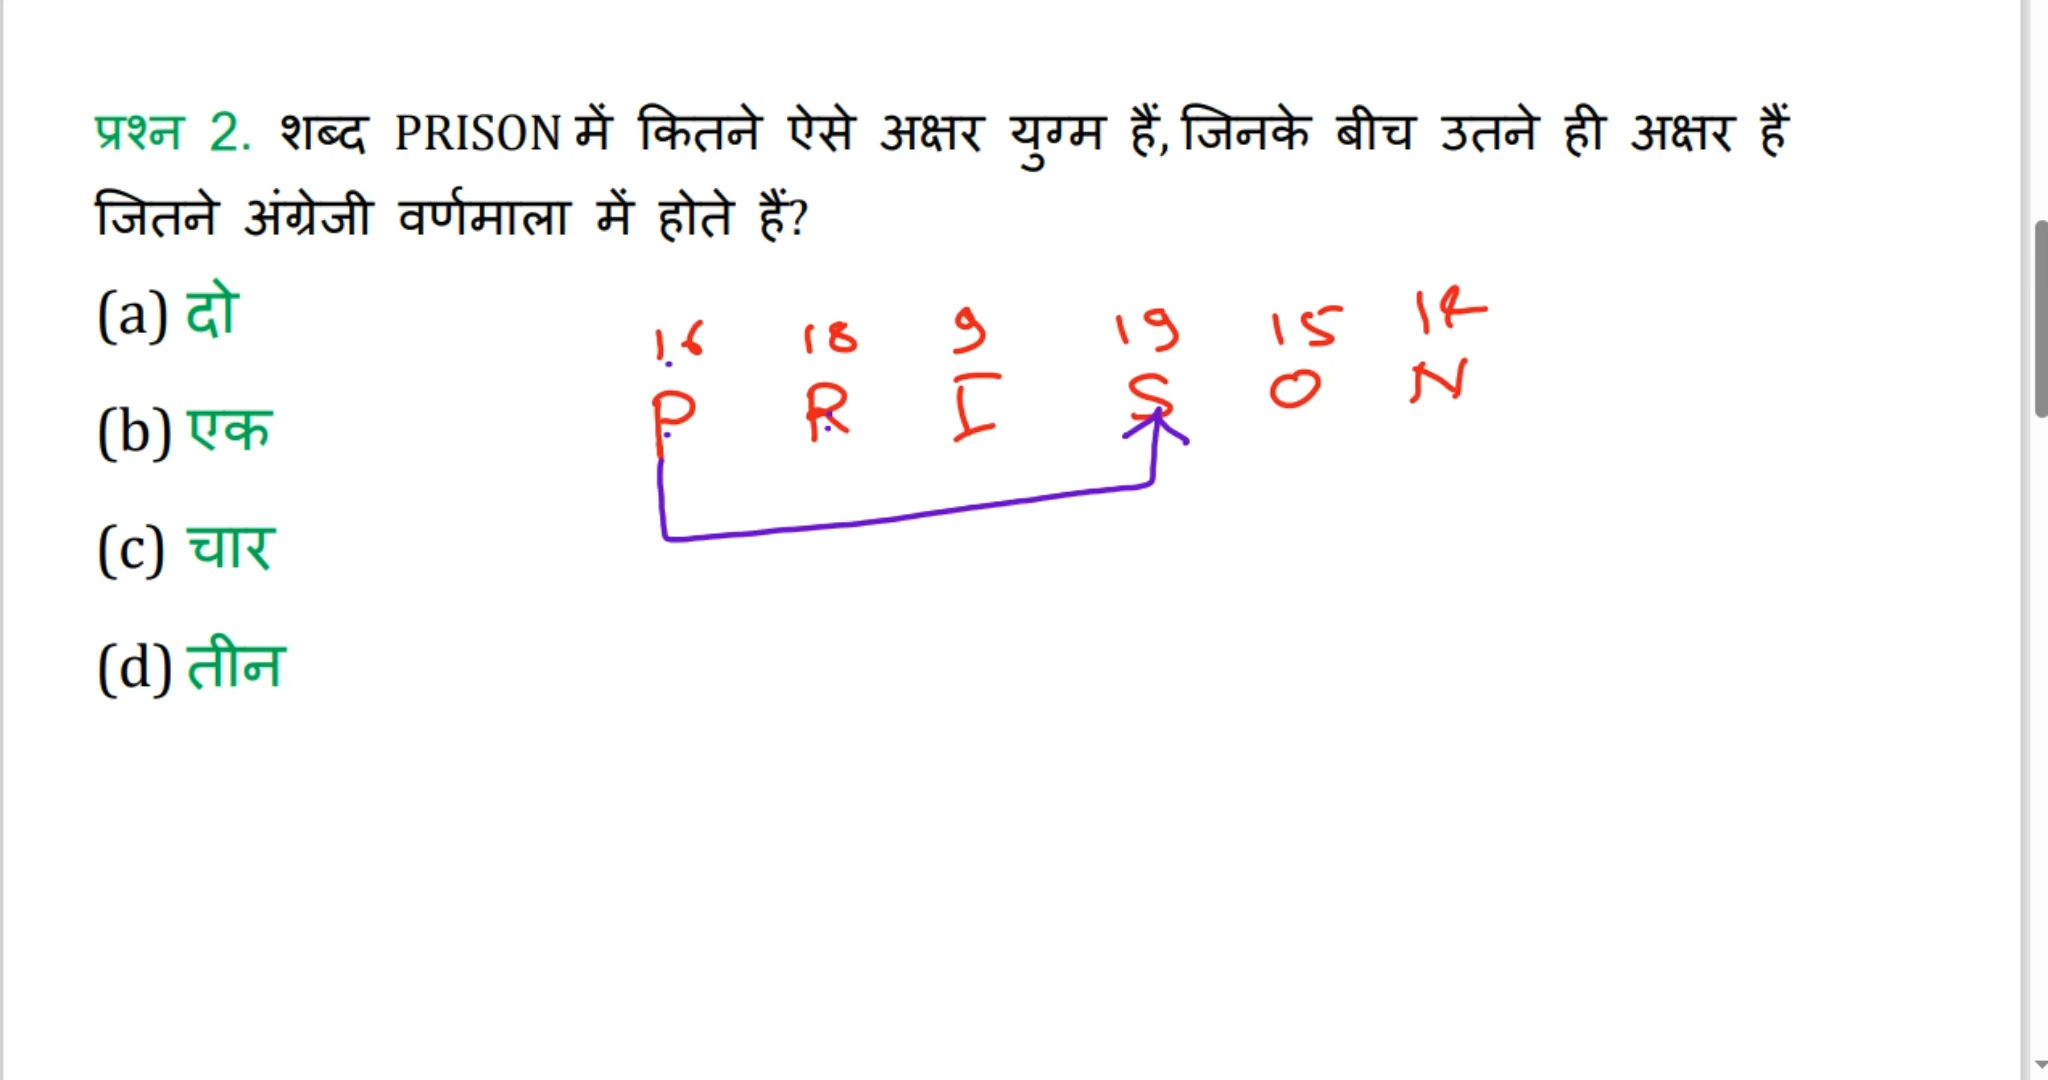 प्रश्न 2. शब्द PRISON में कितने ऐसे अक्षर युग्म हैं, जिनके बीच उतने ही अक्षर हैं
जितने अंग्रेजी वर्णमाला में होते हैं?
(a) दो
(b) एक
(c) चार
(d) तीन
16 18 9 19 15 14
P R I S O N